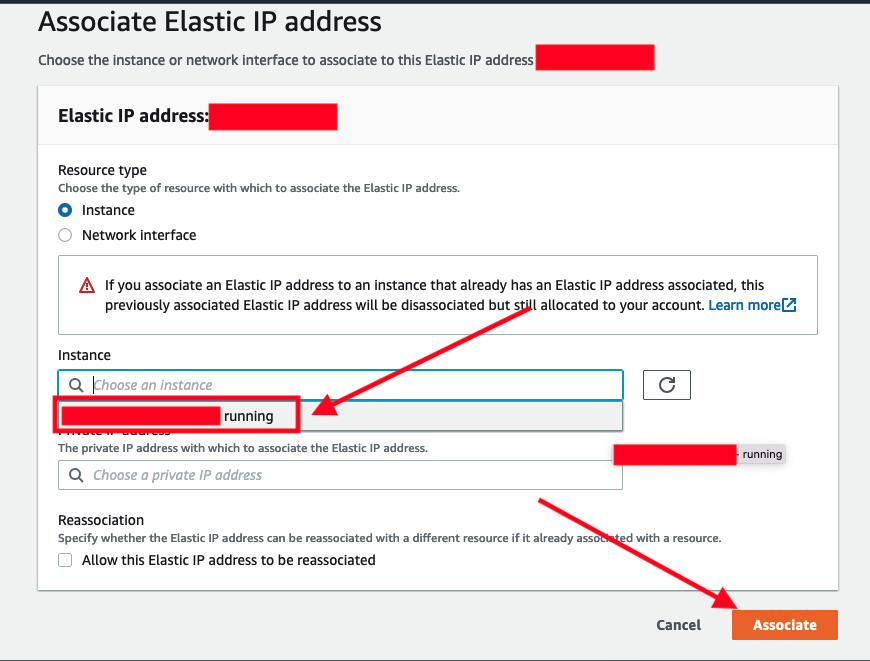 Associate Elastic IP address
Choose the instance or network interface to associate to this Elastic IP address
Elastic IP address:
Resource type
Choose the type of resource with which to associate the Elastic IP address.
Instance
Network interface
If you associate an Elastic IP address to an instance that already has an Elastic IP address associated, this
previously associated Elastic IP address will be disassociated but still allocated to your account. Learn more
Instance
Choose an instance
running
Private IP address
The private IP address with which to associate the Elastic IP address.
- running
Choose a private IP address
Reassociation
Specify whether the Elastic IP address can be reassociated with a different resource if it already associated with a resource.
Allow this Elastic IP address to be reassociated
Cancel
Associate